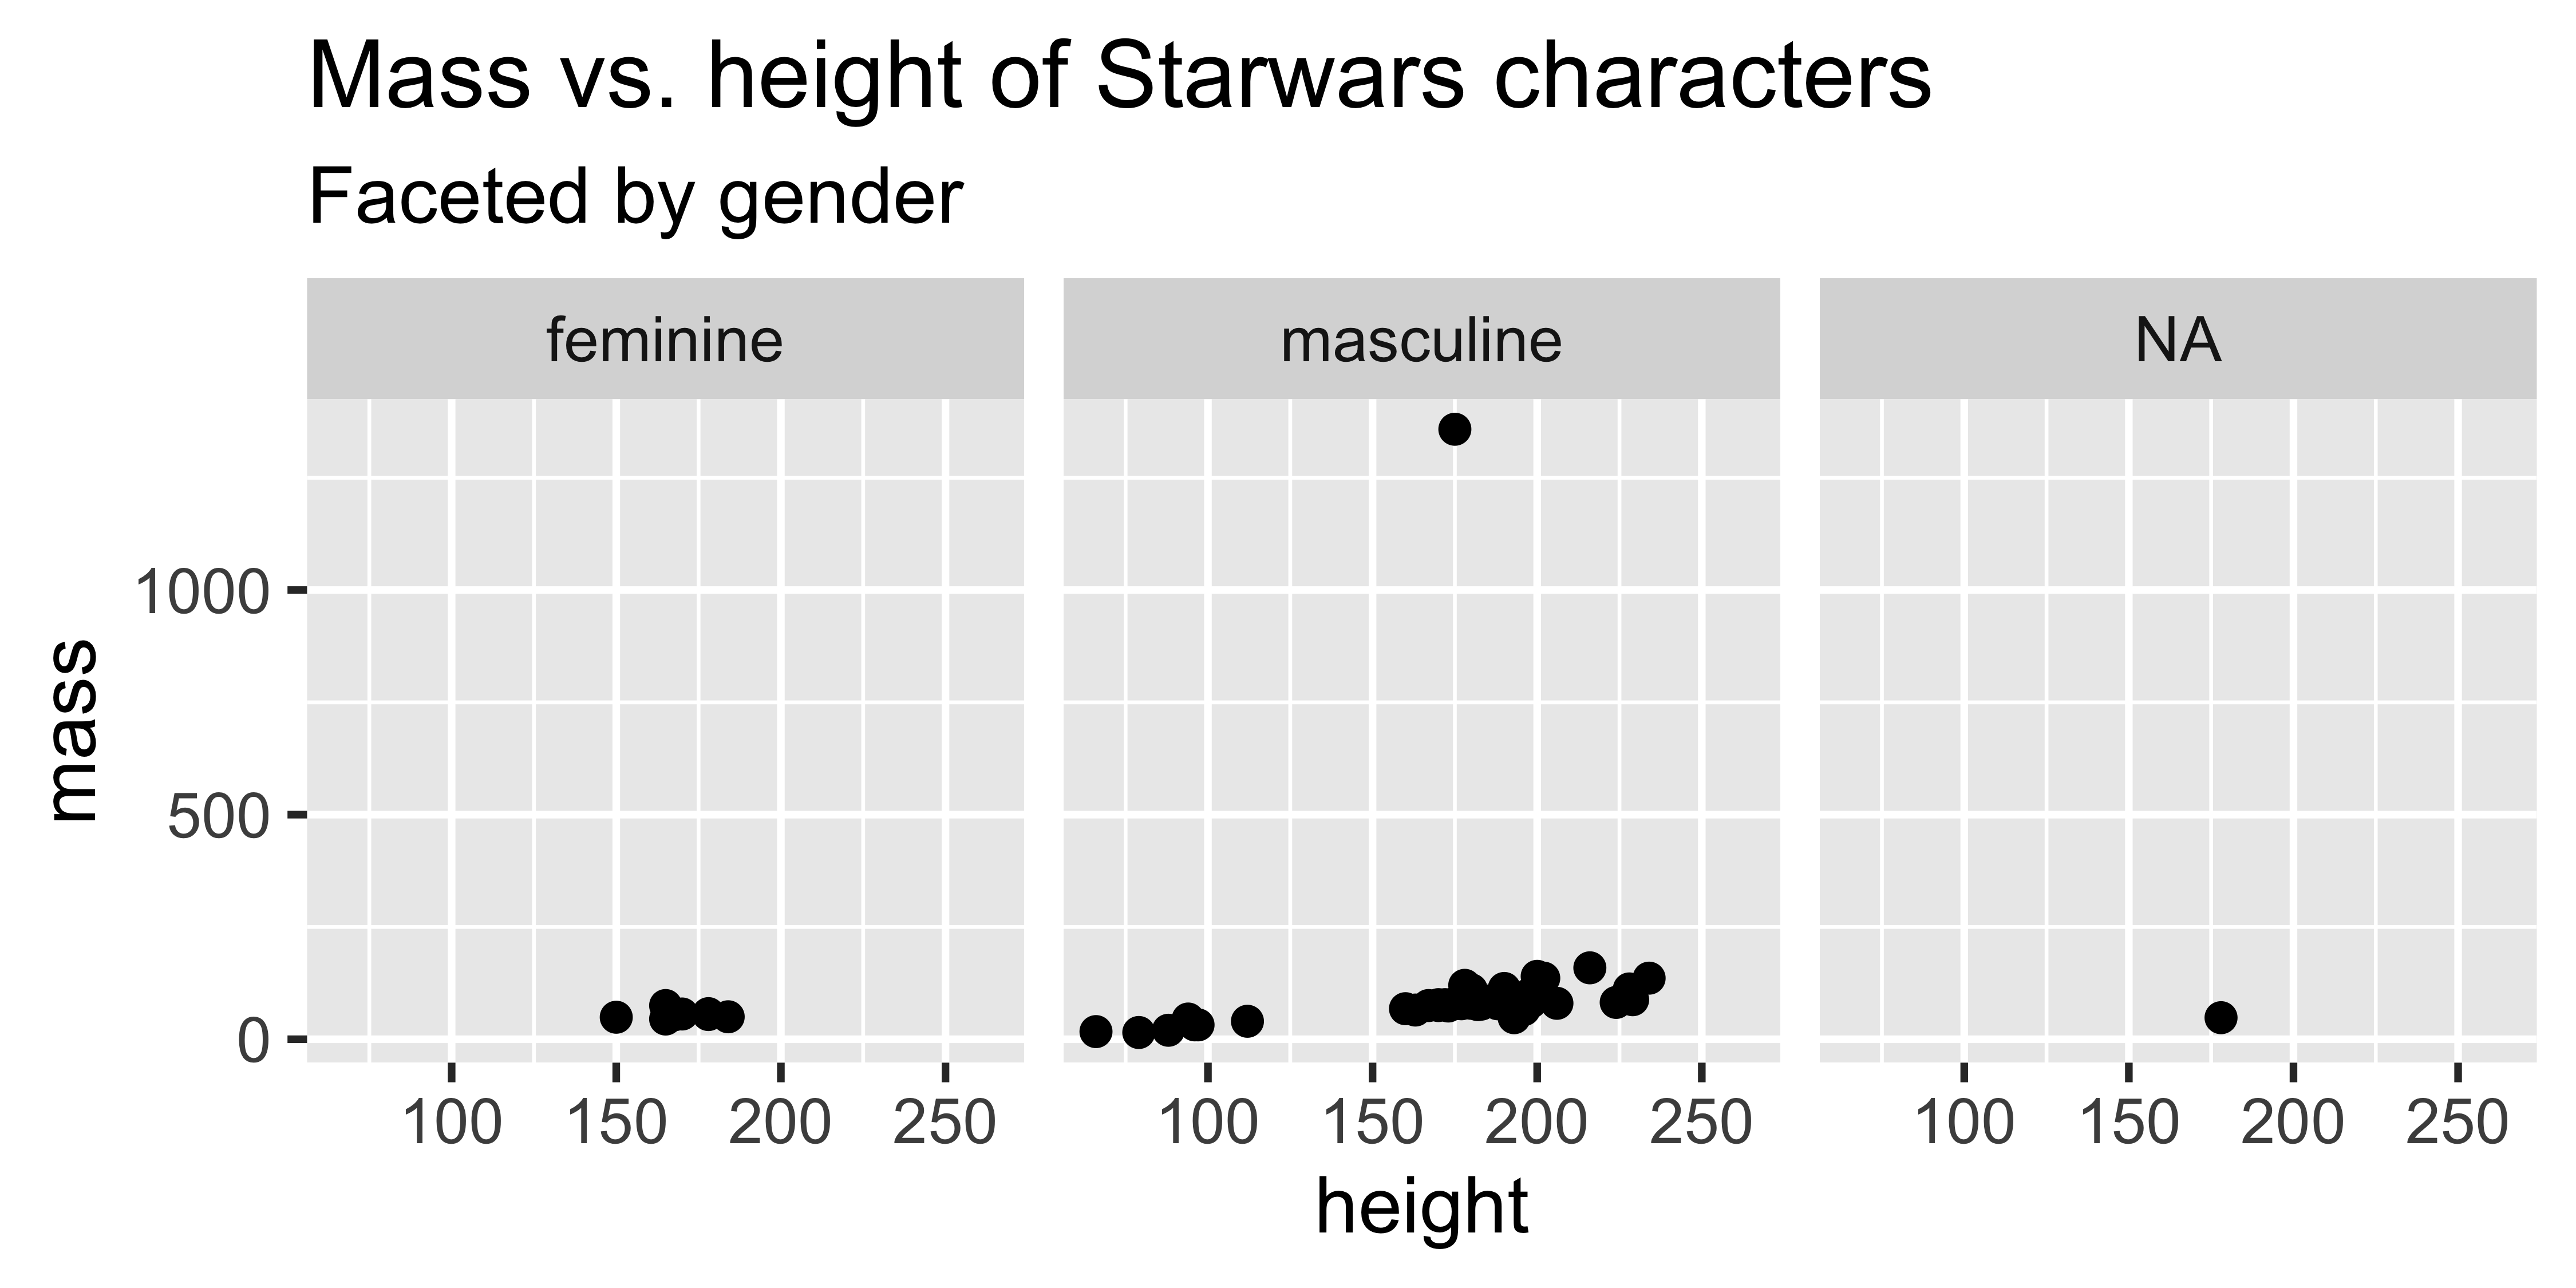 Mass vs. height of Starwars characters
Faceted by gender
feminine masculine NA
1000
500
0
mass
100 150 200 250 100 150 200 250 100 150 200 250
height